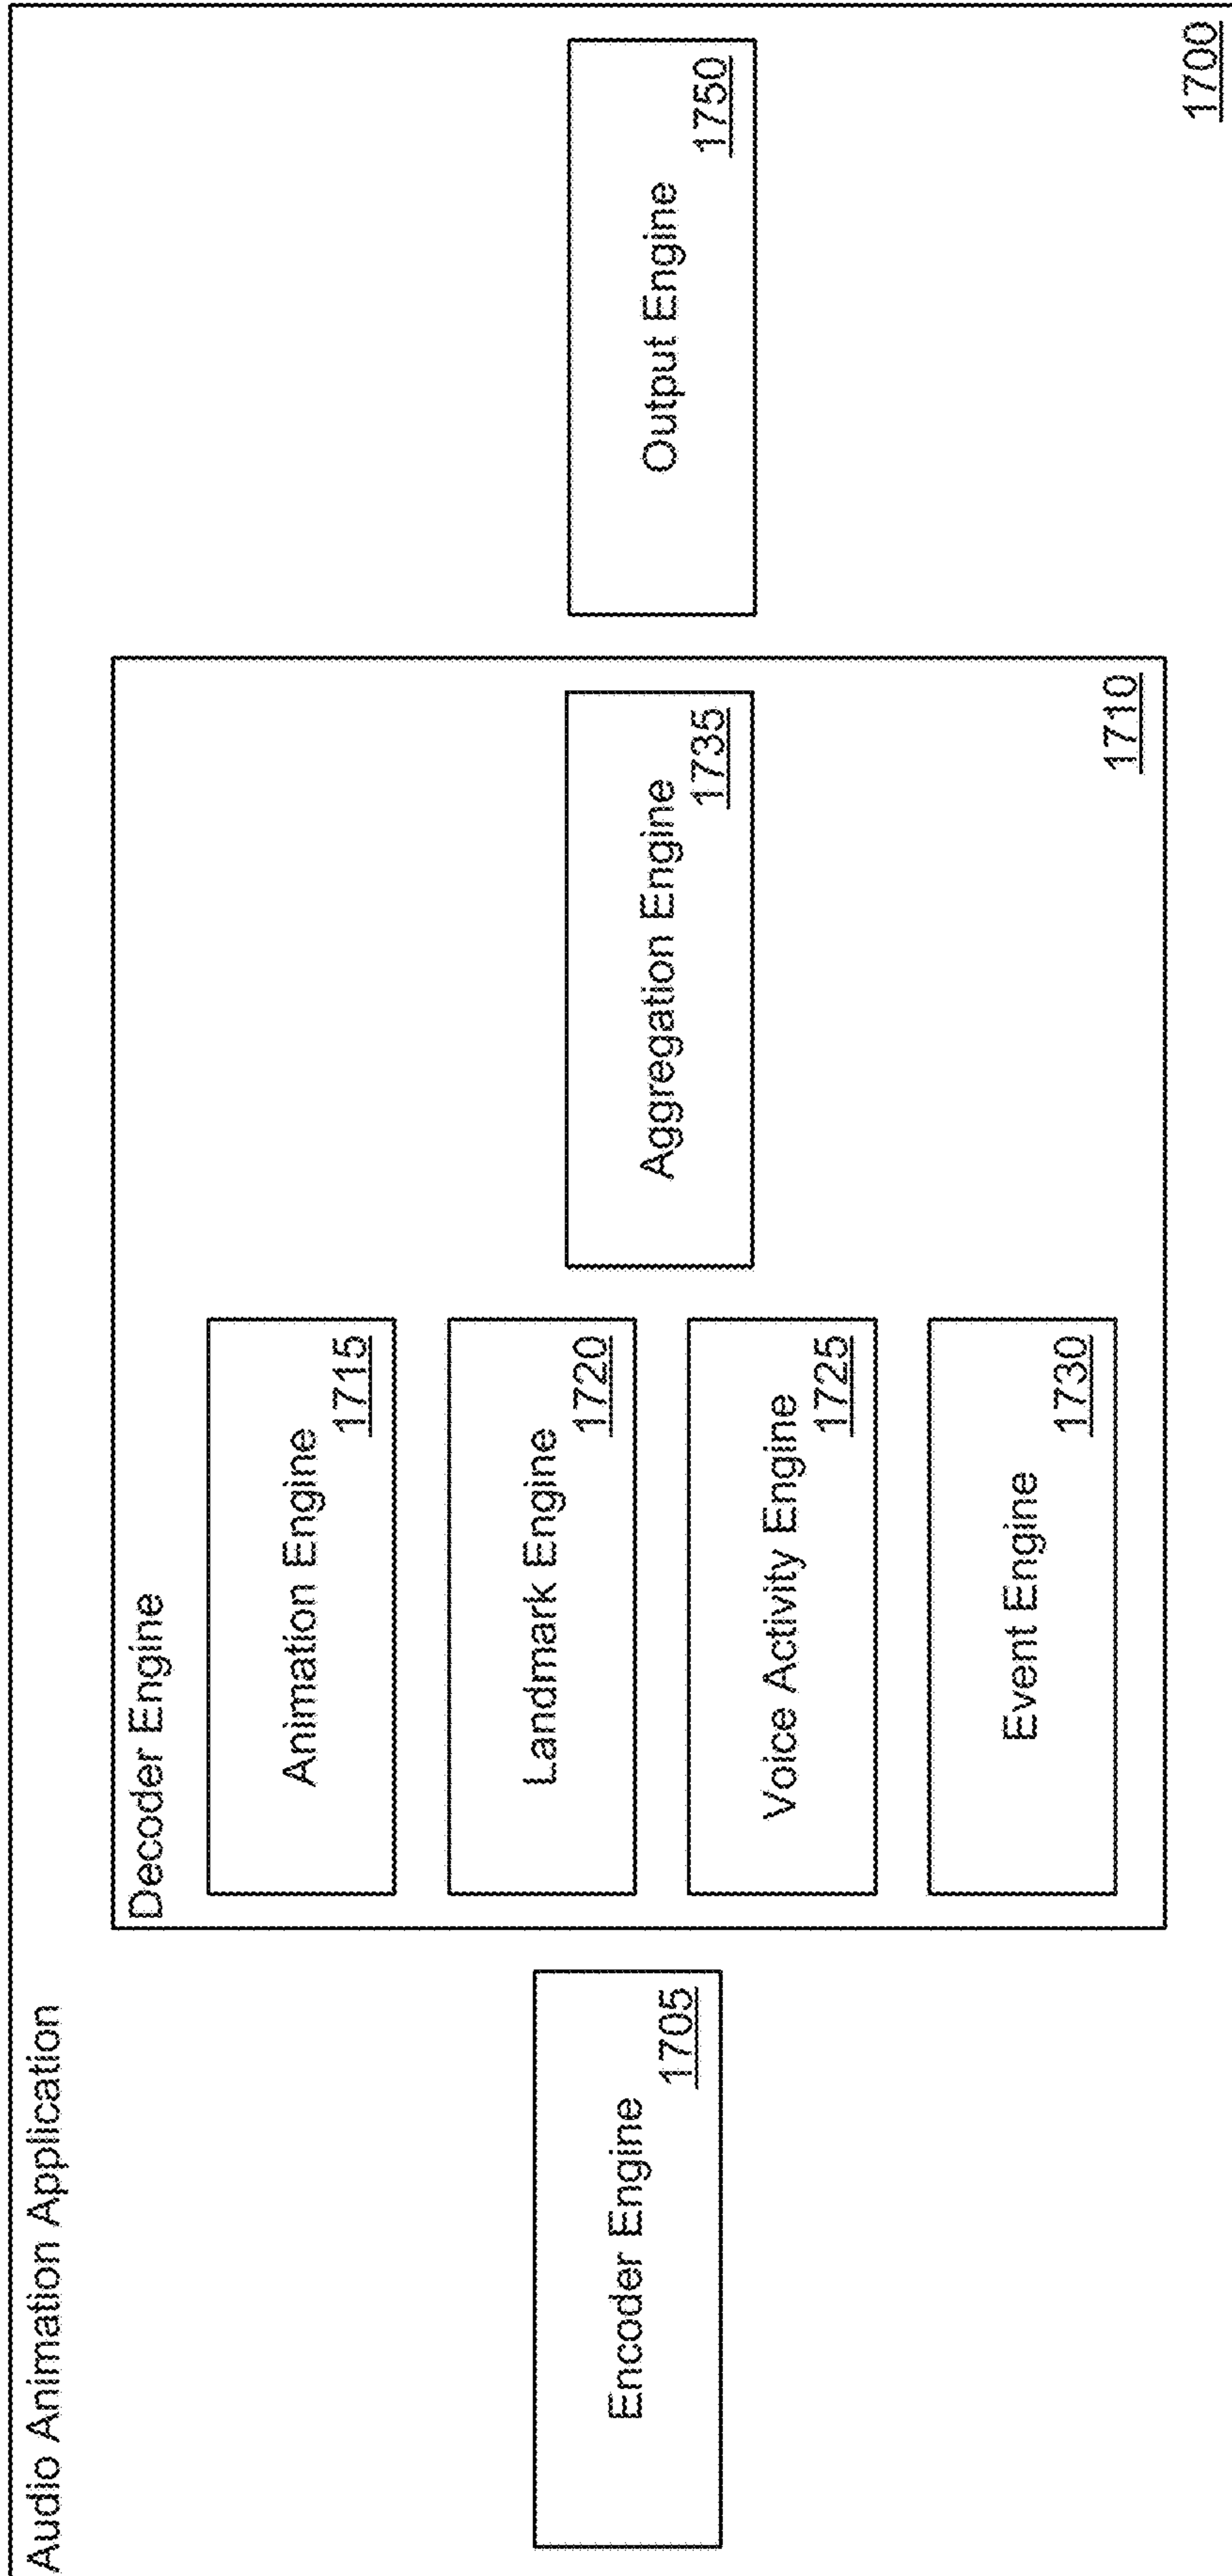 Audio Animation Application
Encoder Engine
1705
Decoder Engine
Animation Engine
1715
Landmark Engine
1720
Voice Activity Engine
1725
Event Engine
1730
Aggregation Engine
1735
1710
Output Engine
1750
1700